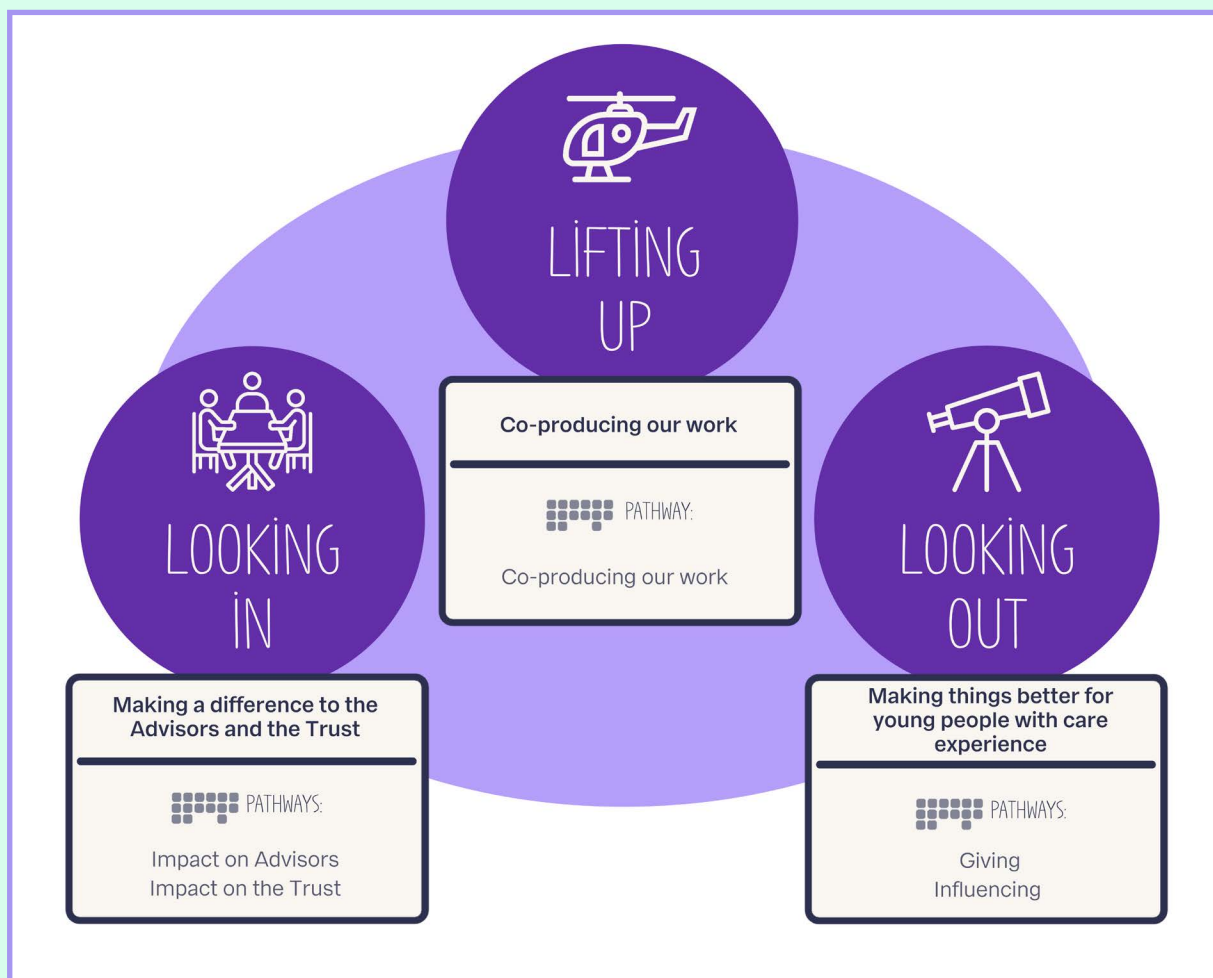 LIFTING
UP
Co-producing our work
PATHWAY:
Co-producing our work
LOOKING
IN
Making a difference to the
Advisors and the Trust
PATHWAYS:
Impact on Advisors
Impact on the Trust
LOOKING
OUT
Making things better for
young people with care
experience
PATHWAYS:
Giving
Influencing